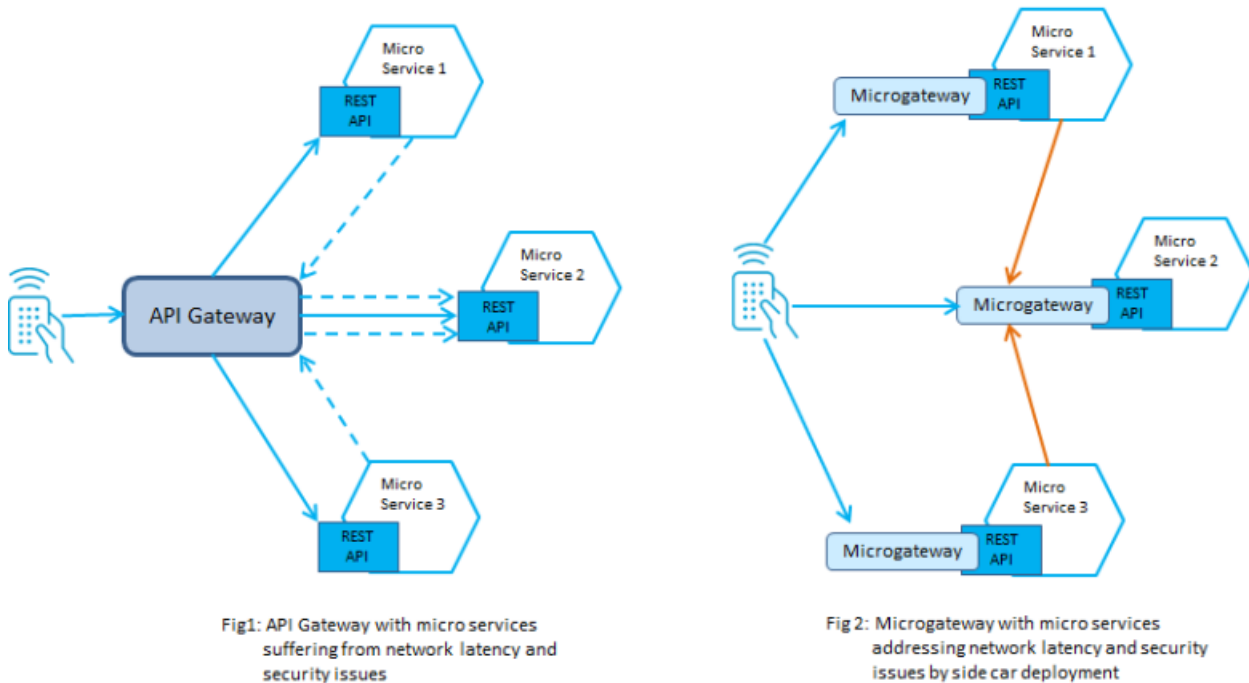 Micro
Service 1
REST
API
API Gateway
Micro
Service 2
REST
API
Micro
Service 3
REST
API
Fig1: API Gateway with micro services
suffering from network latency and
security issues
Micro
Service 1
Microgateway
REST
API
Micro
Service 2
Microgateway
REST
API
Micro
Service 3
Microgateway
REST
API
Fig 2: Microgateway with micro services
addressing network latency and security
issues by side car deployment